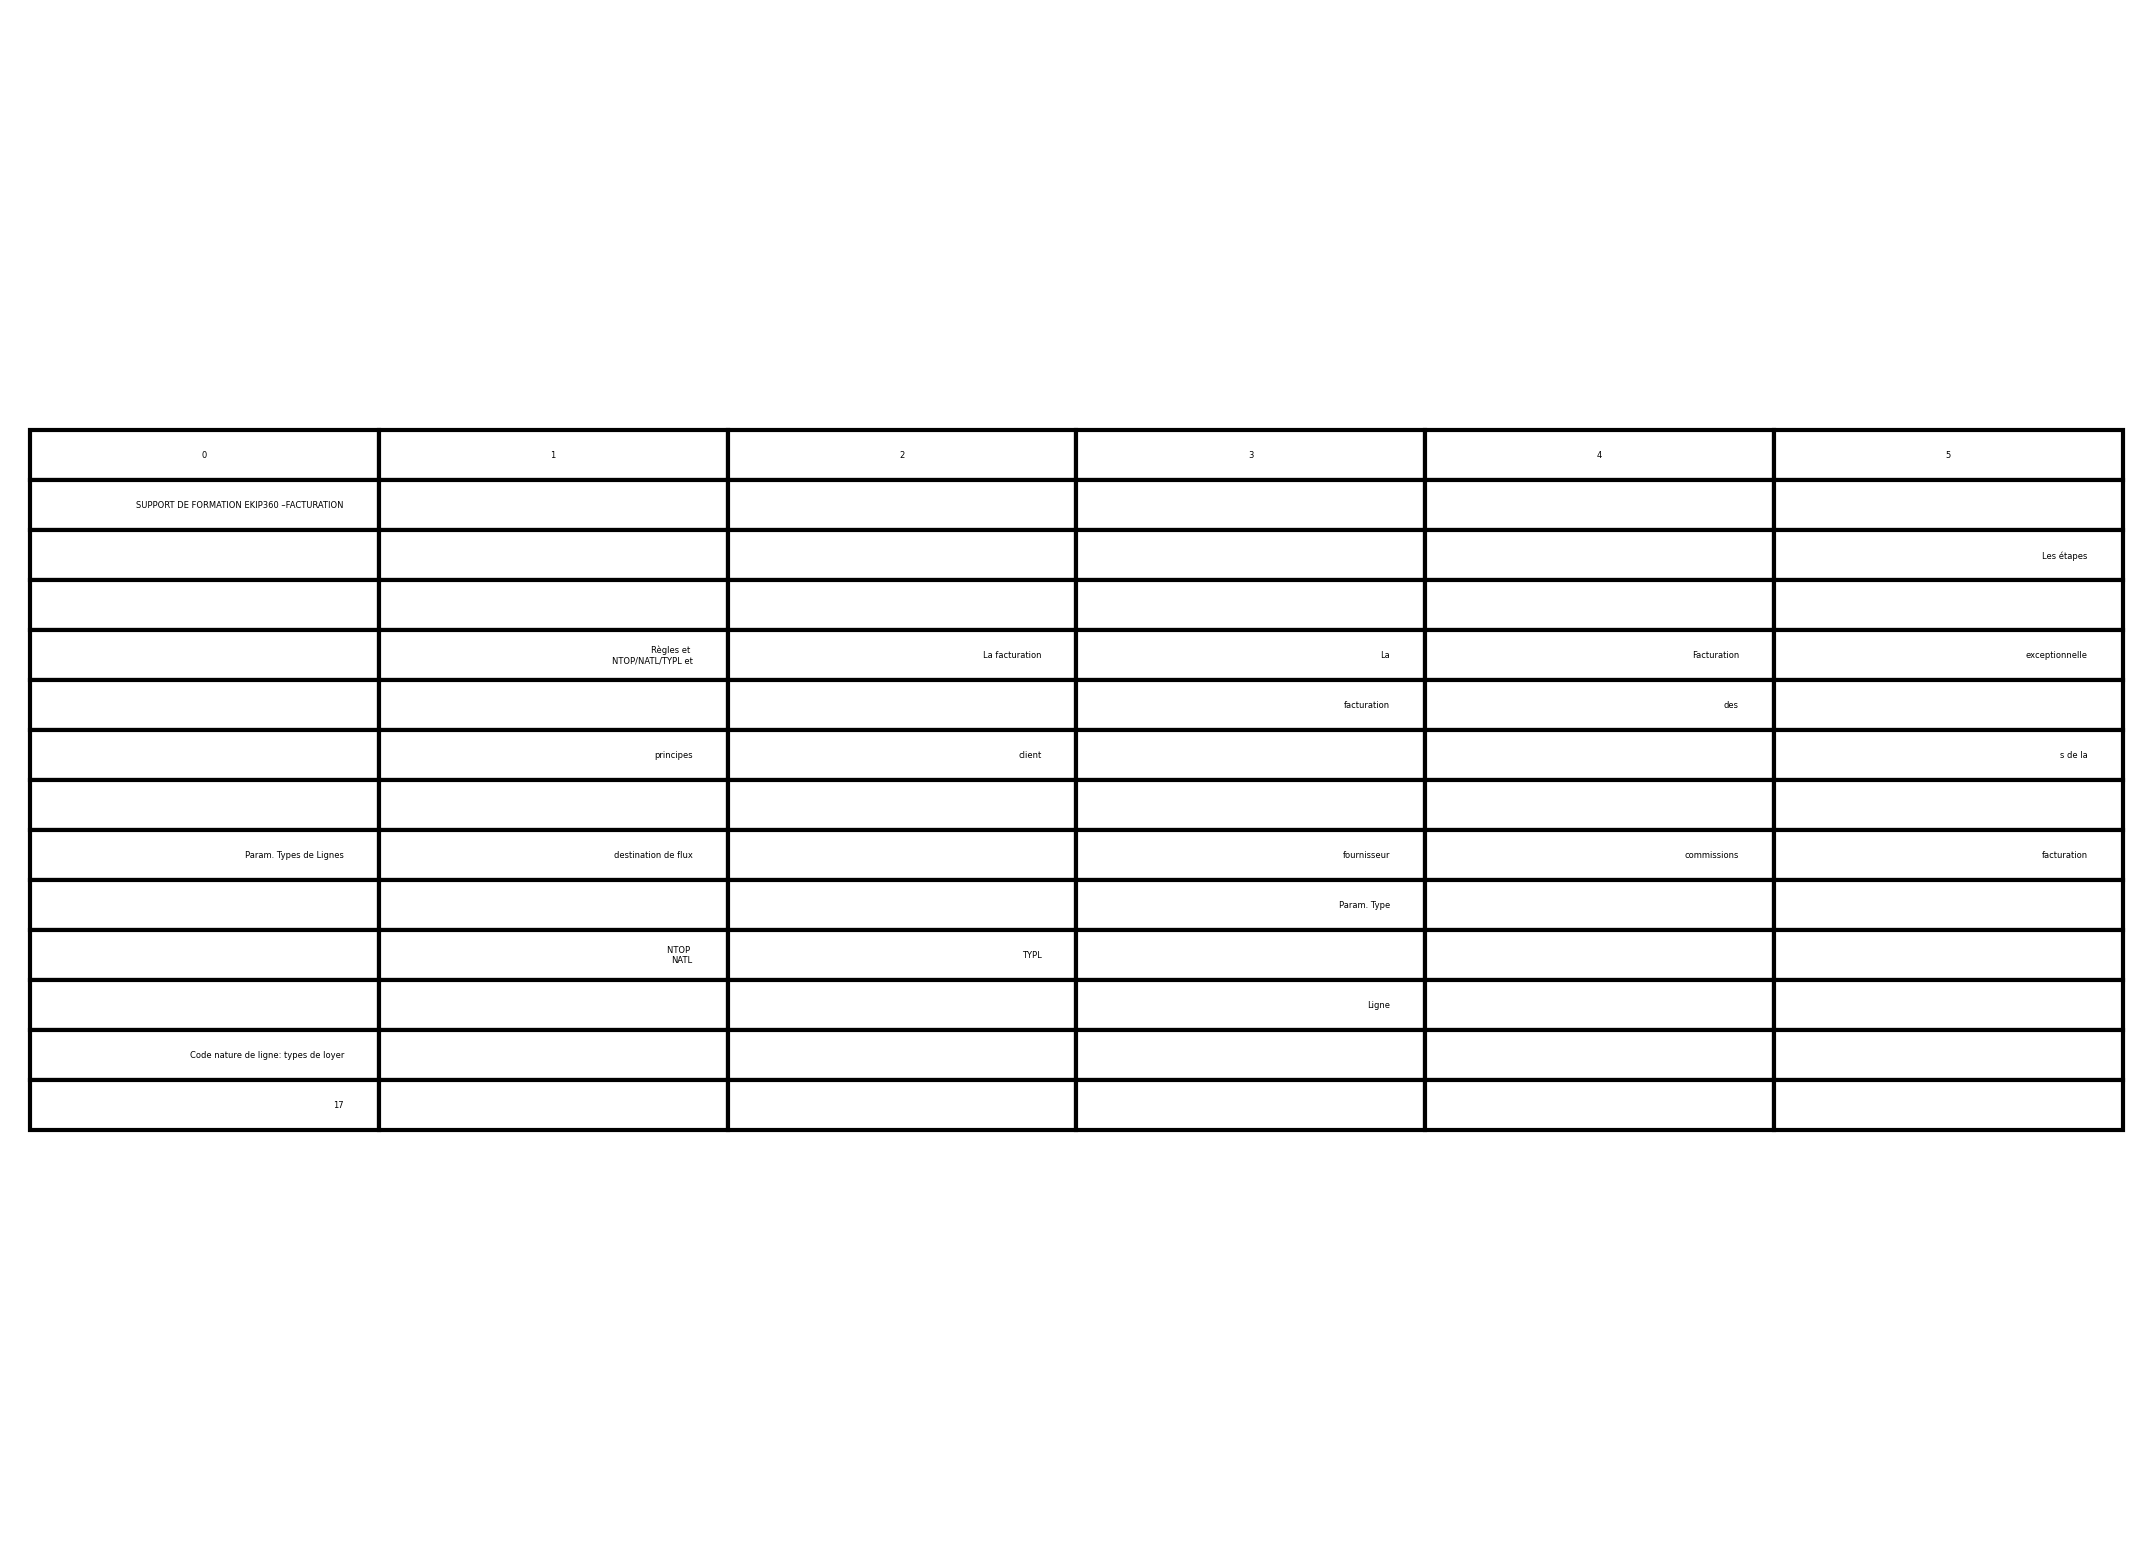 0 1 2 3 4 5
SUPPORT DE FORMATION EKIP360 –FACTURATION
Les étapes
Règles et
NTOP/NATL/TYPL et
La facturation
La
Facturation
exceptionnelle
facturation
des
principes
client
s de la
Param. Types de Lignes
destination de flux
fournisseur
commissions
facturation
Param. Type
NTOP
NATL
TYPL
Ligne
Code nature de ligne: types de loyer
17